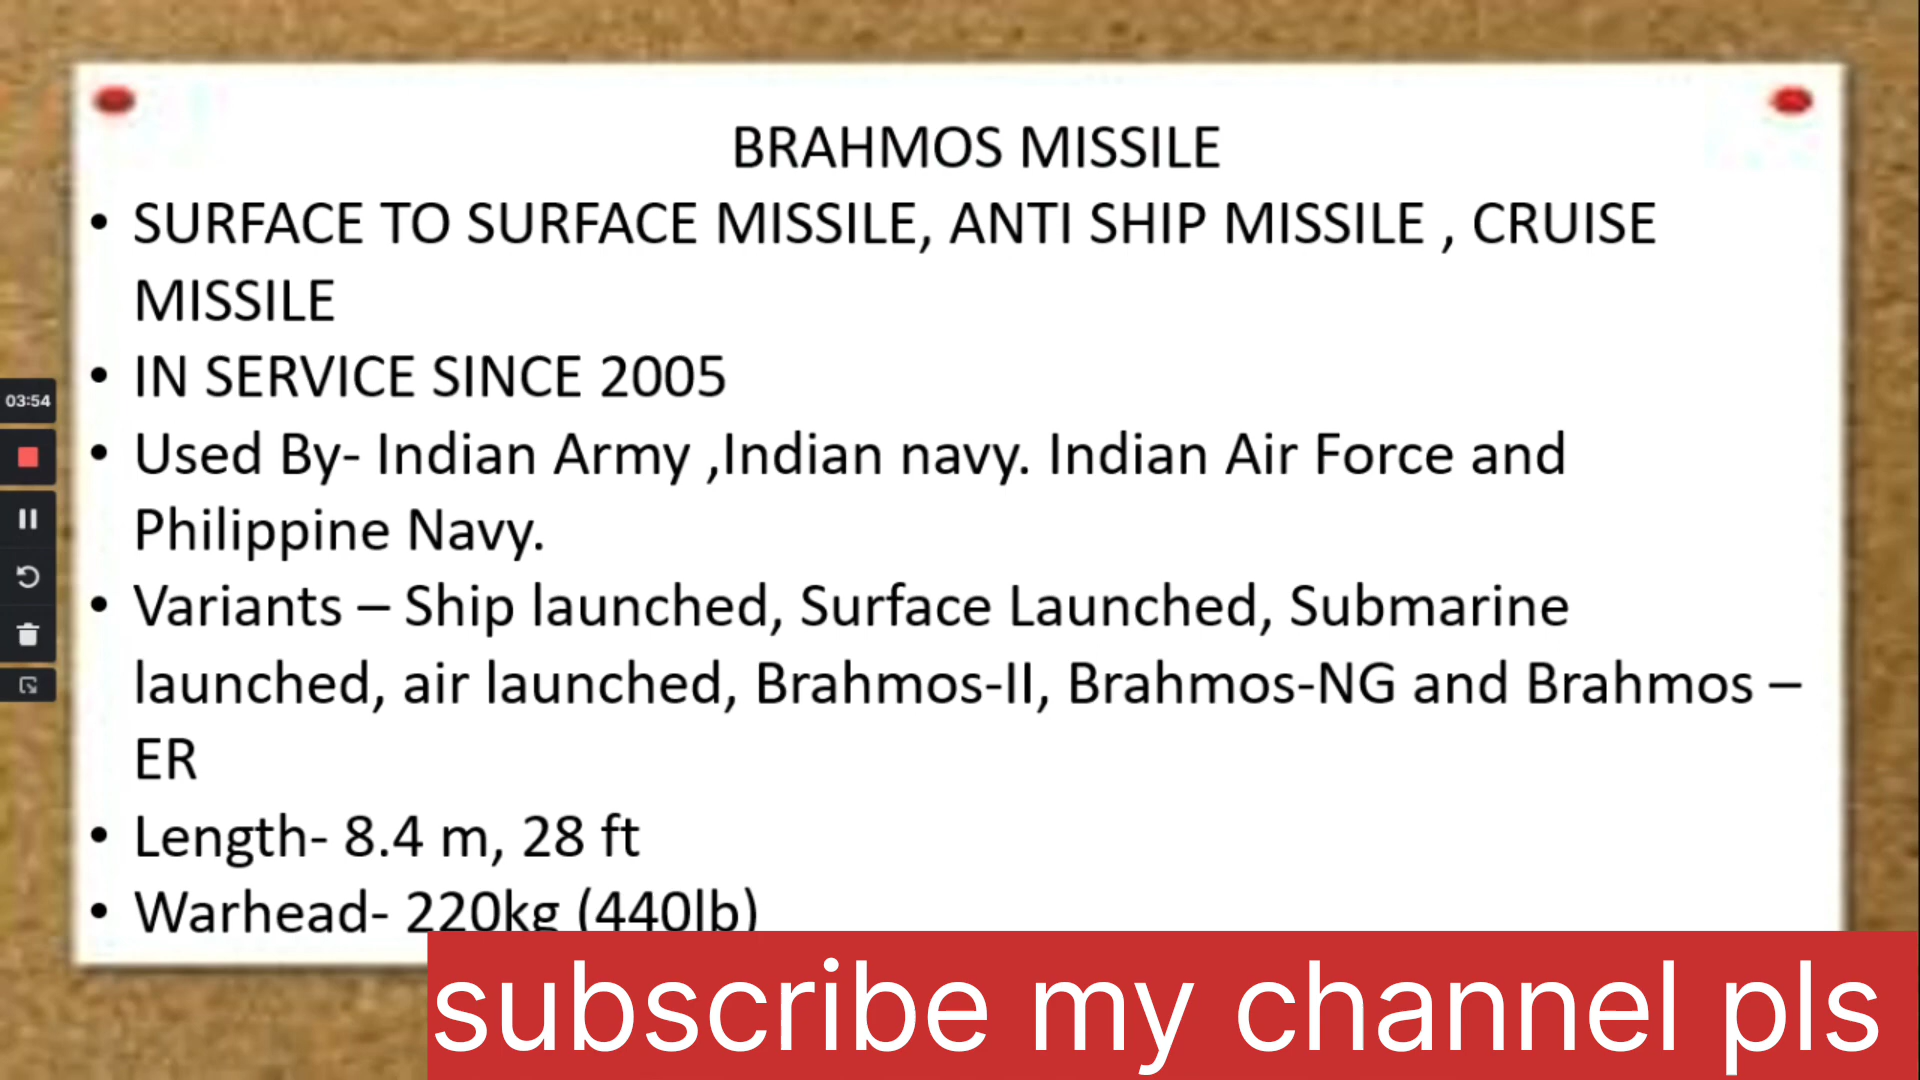 BRAHMOS MISSILE
• SURFACE TO SURFACE MISSILE, ANTI SHIP MISSILE , CRUISE
MISSILE
• IN SERVICE SINCE 2005
• Used By- Indian Army ,Indian navy. Indian Air Force and
Philippine Navy.
• Variants – Ship launched, Surface Launched, Submarine
launched, air launched, Brahmos-II, Brahmos-NG and Brahmos –
ER
• Length- 8.4 m, 28 ft
• Warhead- 220kg (440lb)
03:54
subscribe my channel pls